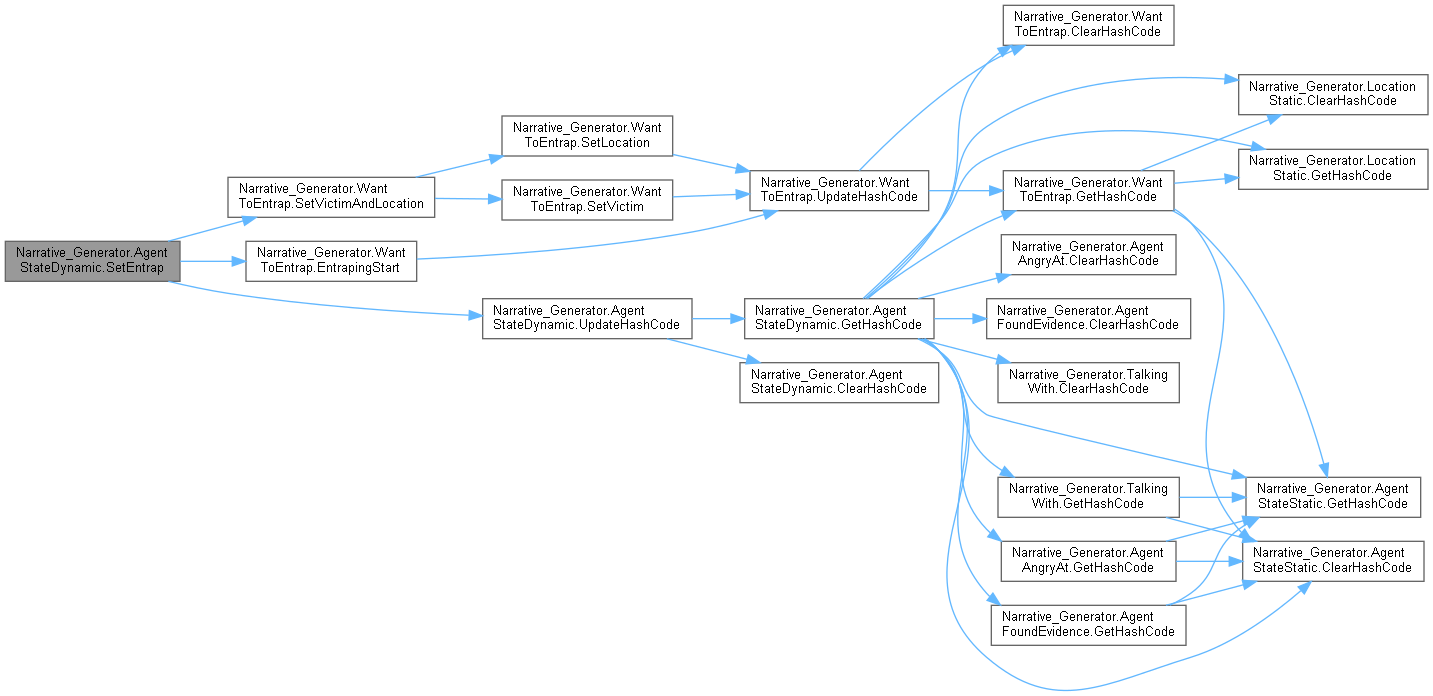 Narrative_Generator.Agent
StateDynamic.SetEntrap
Narrative_Generator.Want
ToEntrap.SetVictimAndLocation
Narrative_Generator.Want
ToEntrap.EntrapingStart
Narrative_Generator.Want
ToEntrap.SetLocation
Narrative_Generator.Want
ToEntrap.SetVictim
Narrative_Generator.Agent
StateDynamic.UpdateHashCode
Narrative_Generator.Want
ToEntrap.UpdateHashCode
Narrative_Generator.Agent
StateDynamic.GetHashCode
Narrative_Generator.Agent
StateDynamic.ClearHashCode
Narrative_Generator.Want
ToEntrap.ClearHashCode
Narrative_Generator.Want
ToEntrap.GetHashCode
Narrative_Generator.Agent
AngryAt.ClearHashCode
Narrative_Generator.Agent
FoundEvidence.ClearHashCode
Narrative_Generator.Talking
With.ClearHashCode
Narrative_Generator.Talking
With.GetHashCode
Narrative_Generator.Agent
AngryAt.GetHashCode
Narrative_Generator.Agent
FoundEvidence.GetHashCode
Narrative_Generator.Location
Static.ClearHashCode
Narrative_Generator.Location
Static.GetHashCode
Narrative_Generator.Agent
StateStatic.GetHashCode
Narrative_Generator.Agent
StateStatic.ClearHashCode